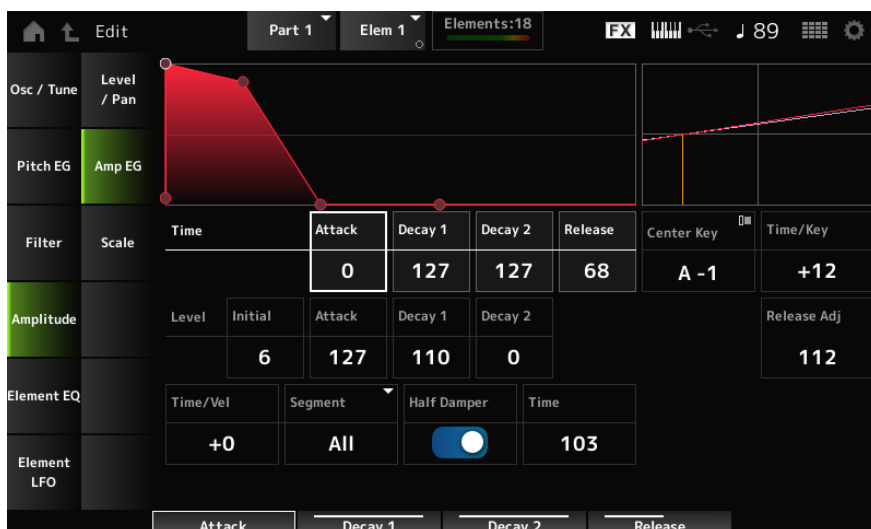 Edit
Part 1
Elem 1
Elements:18
FX
89
Osc / Tune
Level
/ Pan
Pitch EG
Amp EG
Filter
Scale
Time
Attack
Decay 1
Decay 2
Release
Center Key
Time/Key
0
127
127
68
A -1
+12
Amplitude
Level
Initial
Attack
Decay 1
Decay 2
Release Adj
6
127
110
0
112
Element EQ
Time/Vel
Segment
Half Damper
Time
+0
All
103
Element
LFO
Attack
Decay 1
Decay 2
Release